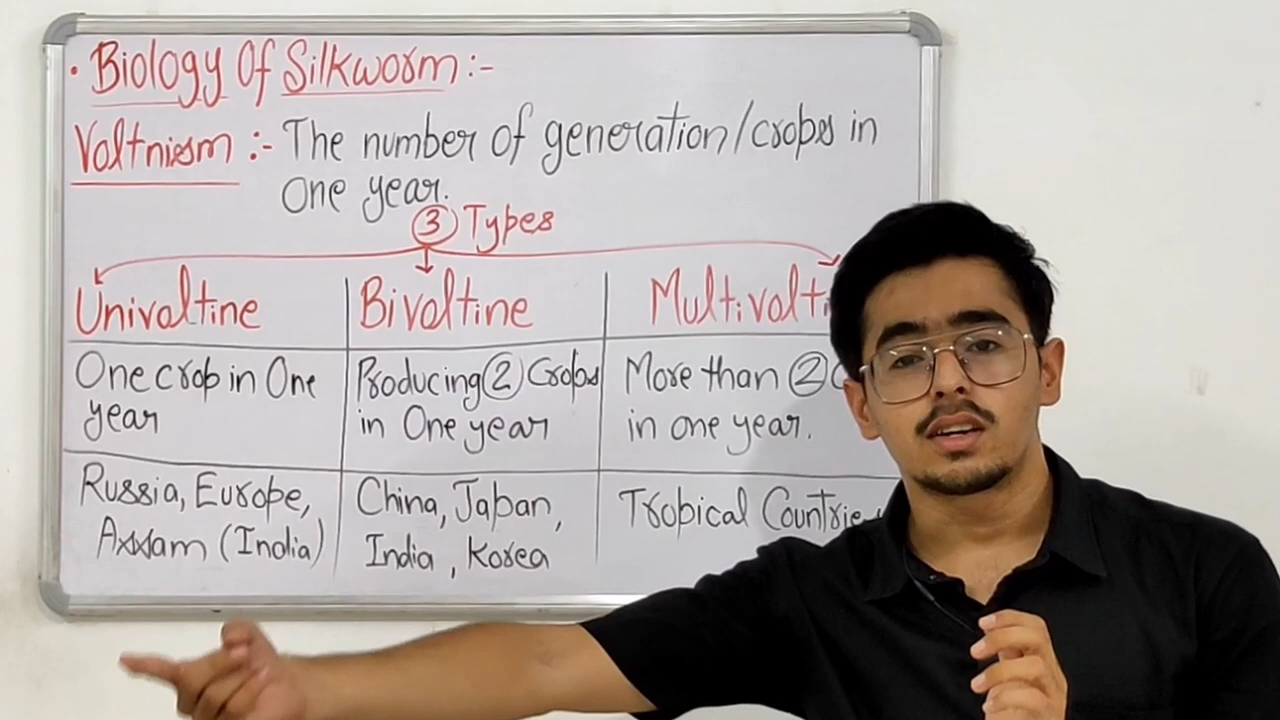 • Biology Of Silkworm :-
Voltnism :- The number of generation/crops in
One year.
③ Types
Univoltine Bivoltine Multivolti
One crop in One Producing ② Crops More than ② C
year in One year in one year.
Russia, Europe, China, Japan, Tropical Countrie
Assam (India) India, Korea